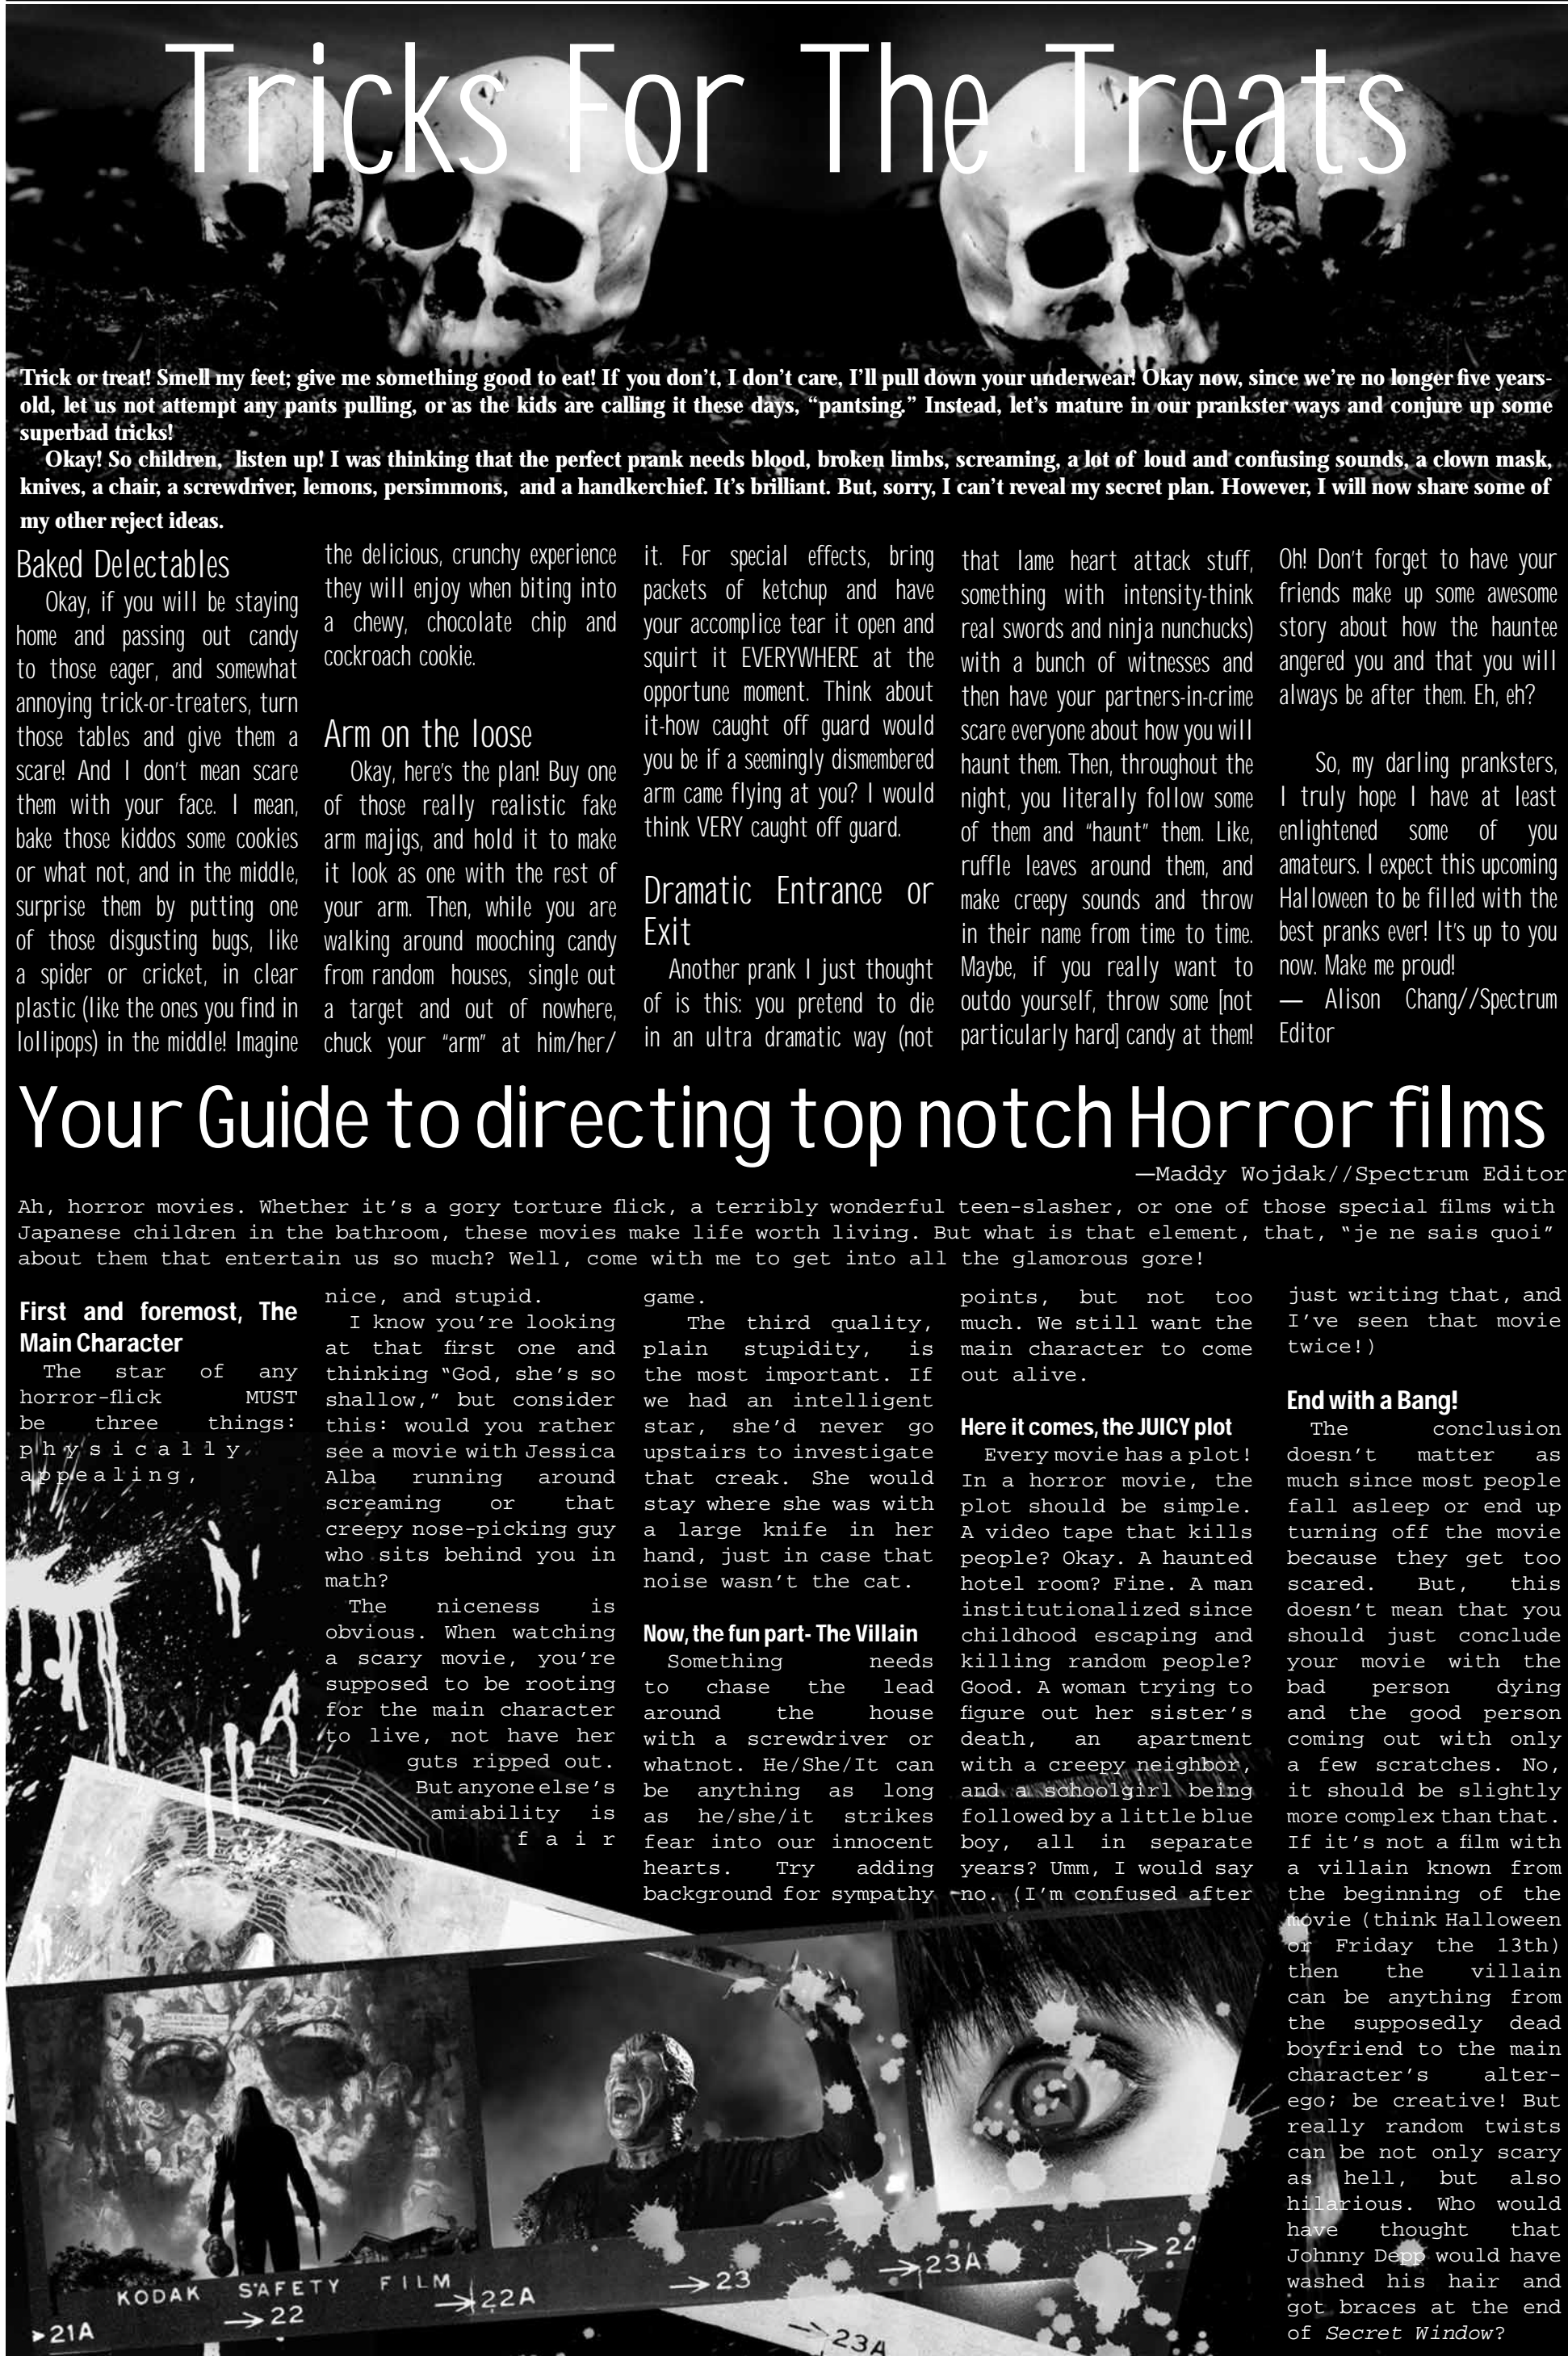 Tricks For The Treats
Trick or treat! Smell my feet; give me something good to eat! If you don't, I don't care, I'll pull down your underwear! Okay now, since we're no longer five years-
old, let us not attempt any pants pulling, or as the kids are calling it these days, "pantsing." Instead, let's mature in our prankster ways and conjure up some
superbad tricks!
Okay! So children, listen up! I was thinking that the perfect prank needs blood, broken limbs, screaming, a lot of loud and confusing sounds, a clown mask,
knives, a chair, a screwdriver, lemons, persimmons, and a handkerchief. It's brilliant. But, sorry, I can't reveal my secret plan. However, I will now share some of
my other reject ideas.
Baked Delectables
Okay, if you will be staying
home and passing out candy
to those eager, and somewhat
annoying trick-or-treaters, turn
those tables and give them a
scare! And I don't mean scare
them with your face. I mean,
bake those kiddos some cookies
or what not, and in the middle,
surprise them by putting one
of those disgusting bugs, like
a spider or cricket, in clear
plastic (like the ones you find in
lollipops) in the middle! Imagine
the delicious, crunchy experience
they will enjoy when biting into
a chewy, chocolate chip and
cockroach cookie.
Arm on the loose
Okay, here's the plan! Buy one
of those really realistic fake
arm majigs, and hold it to make
it look as one with the rest of
your arm. Then, while you are
walking around mooching candy
from random houses, single out
a target and out of nowhere,
chuck your "arm" at him/her/
it. For special effects, bring
packets of ketchup and have
your accomplice tear it open and
squirt it EVERYWHERE at the
opportune moment. Think about
it-how caught off guard would
you be if a seemingly dismembered
arm came flying at you? I would
think VERY caught off guard.
Dramatic Entrance or
Exit
Another prank I just thought
of is this: you pretend to die
in an ultra dramatic way (not
that lame heart attack stuff,
something with intensity-think
real swords and ninja nunchucks)
with a bunch of witnesses and
then have your partners-in-crime
scare everyone about how you will
haunt them. Then, throughout the
night, you literally follow some
of them and "haunt" them. Like,
ruffle leaves around them, and
make creepy sounds and throw
in their name from time to time.
Maybe, if you really want to
outdo yourself, throw some [not
particularly hard] candy at them!
Oh! Don't forget to have your
friends make up some awesome
story about how the hauntee
angered you and that you will
always be after them. Eh, eh?
So, my darling pranksters,
I truly hope I have at least
enlightened some of you
amateurs. I expect this upcoming
Halloween to be filled with the
best pranks ever! It's up to you
now. Make me proud!
— Alison Chang//Spectrum
Editor
Your Guide to directing top notch Horror films
—Maddy Wojdak//Spectrum Editor
Ah, horror movies. Whether it's a gory torture flick, a terribly wonderful teen-slasher, or one of those special films with
Japanese children in the bathroom, these movies make life worth living. But what is that element, that, "je ne sais quoi"
about them that entertain us so much? Well, come with me to get into all the glamorous gore!
First and foremost, The
Main Character
The star of any
horror-flick MUST
be three things:
physically
appealing,
nice, and stupid.
I know you're looking
at that first one and
thinking "God, she's so
shallow," but consider
this: would you rather
see a movie with Jessica
Alba running around
screaming or that
creepy nose-picking guy
who sits behind you in
math?
The niceness is
obvious. When watching
a scary movie, you're
supposed to be rooting
for the main character
to live, not have her
guts ripped out.
But anyone else's
amiability is
fair
game.
The third quality,
plain stupidity, is
the most important. If
we had an intelligent
star, she'd never go
upstairs to investigate
that creak. She would
stay where she was with
a large knife in her
hand, just in case that
noise wasn't the cat.
Now, the fun part- The Villain
Something needs
to chase the lead
around the house
with a screwdriver or
whatnot. He/She/It can
be anything as long
as he/she/it strikes
fear into our innocent
hearts. Try adding
background for sympathy
points, but not too
much. We still want the
main character to come
out alive.
Here it comes, the JUICY plot
Every movie has a plot!
In a horror movie, the
plot should be simple.
A video tape that kills
people? Okay. A haunted
hotel room? Fine. A man
institutionalized since
childhood escaping and
killing random people?
Good. A woman trying to
figure out her sister's
death, an apartment
with a creepy neighbor,
and a schoolgirl being
followed by a little blue
boy, all in separate
years? Umm, I would say
no. (I'm confused after
just writing that, and
I've seen that movie
twice!)
End with a Bang!
The conclusion
doesn't matter as
much since most people
fall asleep or end up
turning off the movie
because they get too
scared. But, this
doesn't mean that you
should just conclude
your movie with the
bad person dying
and the good person
coming out with only
a few scratches. No,
it should be slightly
more complex than that.
If it's not a film with
a villain known from
the beginning of the
movie (think Halloween
or Friday the 13th)
then the villain
can be anything from
the supposedly dead
boyfriend to the main
character's alter-
ego; be creative! But
really random twists
can be not only scary
as hell, but also
hilarious. Who would
have thought that
Johnny Depp would have
washed his hair and
got braces at the end
of Secret Window?
KODAK SAFETY FILM
21A
22
22A
23
23A
24
23A